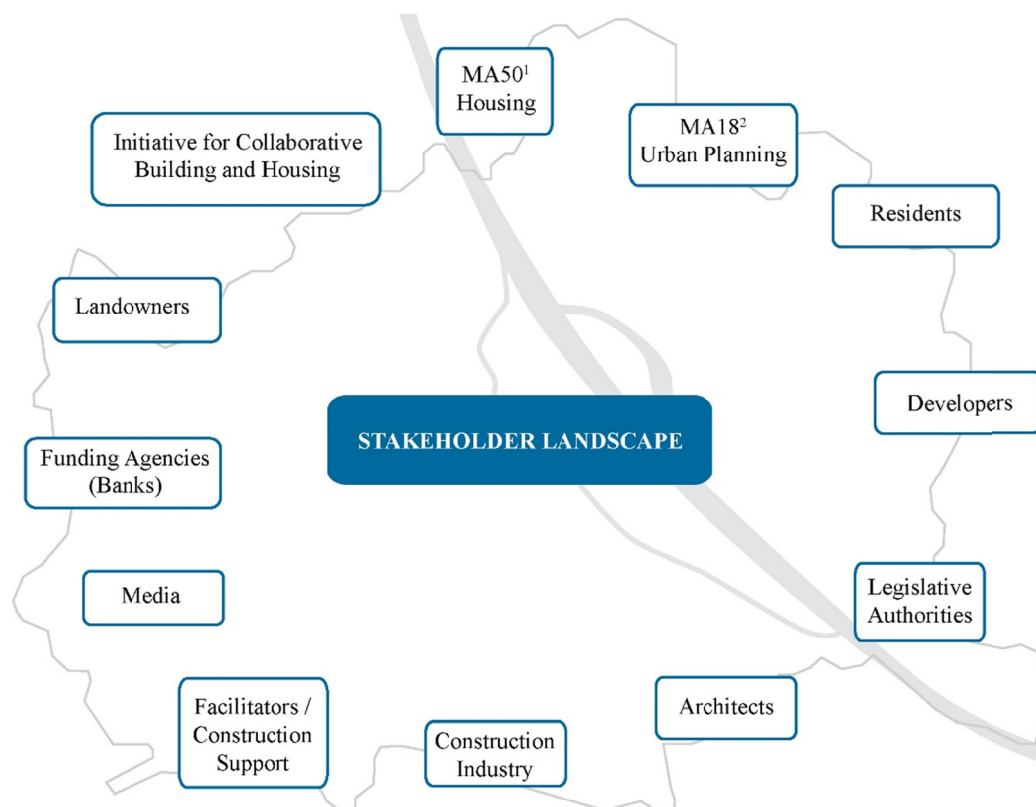 MA50¹
Housing
MA18²
Urban Planning
Initiative for Collaborative
Building and Housing
Residents
Landowners
Developers
STAKEHOLDER LANDSCAPE
Funding Agencies
(Banks)
Media
Legislative
Authorities
Facilitators /
Construction
Support
Architects
Construction
Industry